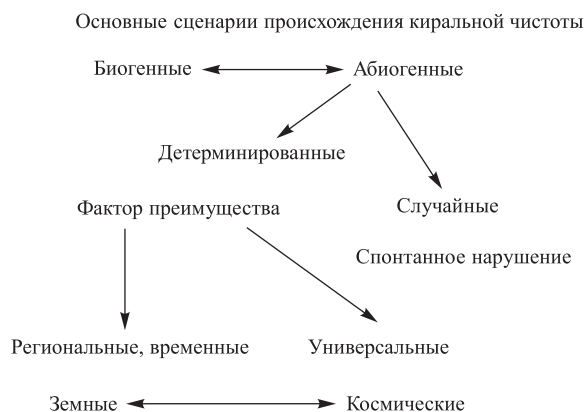 Основные сценарии происхождения киральной чистоты
Биогенные Абиогенные
Детерминированные
Фактор преимущества Случайные
Спонтанное нарушение
Региональные, временные Универсальные
Земные Космические